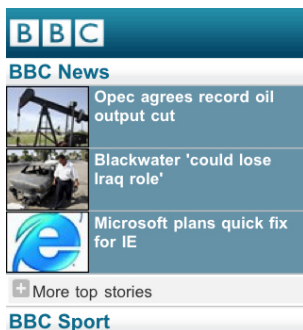 BBC
BBC News
Opec agrees record oil
output cut
Blackwater 'could lose
Iraq role'
Microsoft plans quick fix
for IE
More top stories
BBC Sport